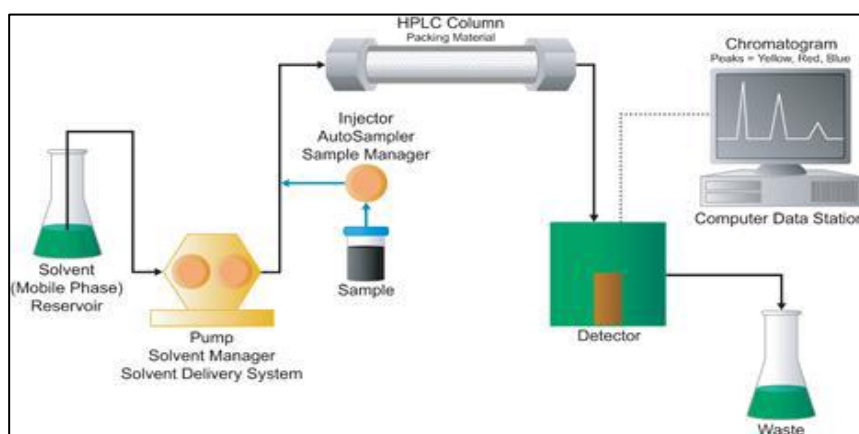 HPLC Column
Packing Material
Chromatogram
Peaks = Yellow, Red, Blue
Injector
AutoSampler
Sample Manager
Solvent
(Mobile Phase)
Reservoir
Sample
Computer Data Station
Pump
Solvent Manager
Solvent Delivery System
Detector
Waste